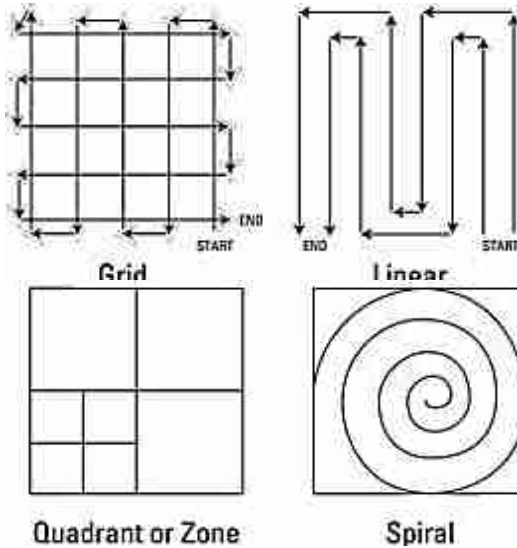 END
START
Grid
END
START
Linear
Quadrant or Zone
Spiral